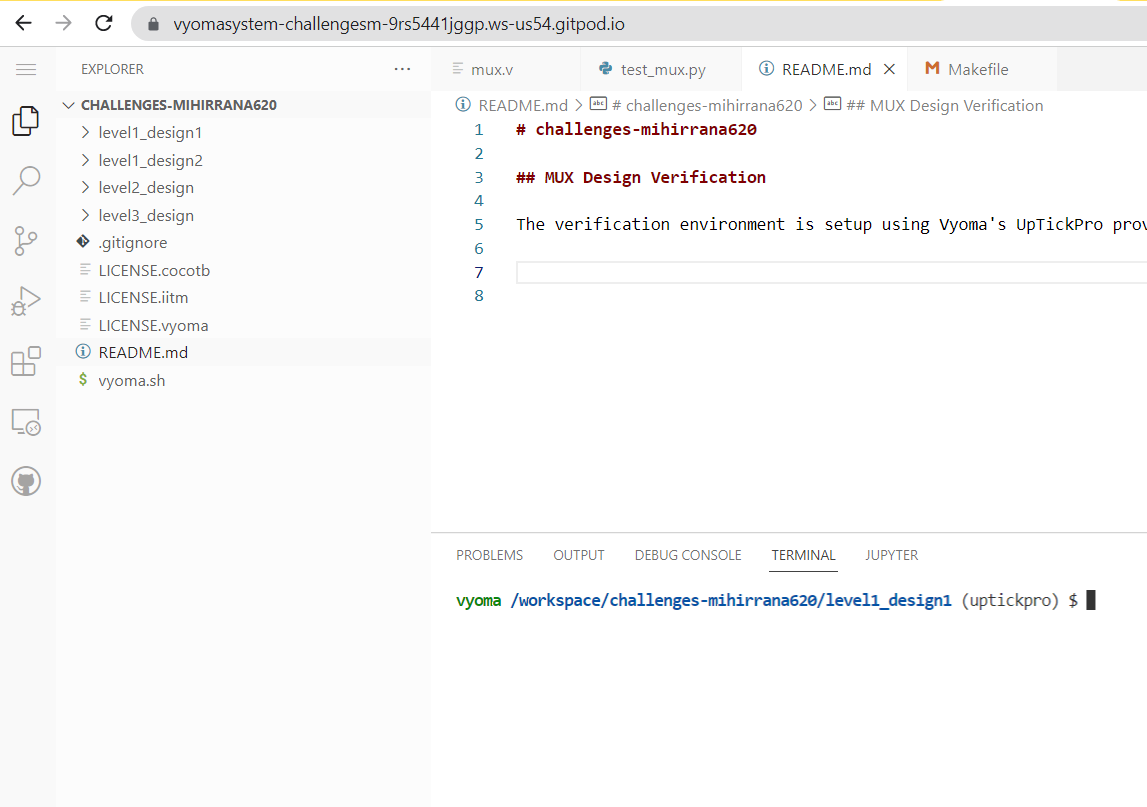 vyomasystem-challengesm-9rs5441jggp.ws-us54.gitpod.io
EXPLORER ...
CHALLENGES-MIHIRRANA620
level1_design1
level1_design2
level2_design
level3_design
.gitignore
LICENSE.cocotb
LICENSE.iitm
LICENSE.vyoma
README.md
$ vyoma.sh
mux.v test_mux.py README.md M Makefile
README.md > abc # challenges-mihirrana620 > abc ## MUX Design Verification
1 # challenges-mihirrana620
2
3 ## MUX Design Verification
4
5 The verification environment is setup using Vyoma's UpTickPro prov
6
7
8
PROBLEMS OUTPUT DEBUG CONSOLE TERMINAL JUPYTER
vyoma /workspace/challenges-mihirrana620/level1_design1 (uptickpro) $